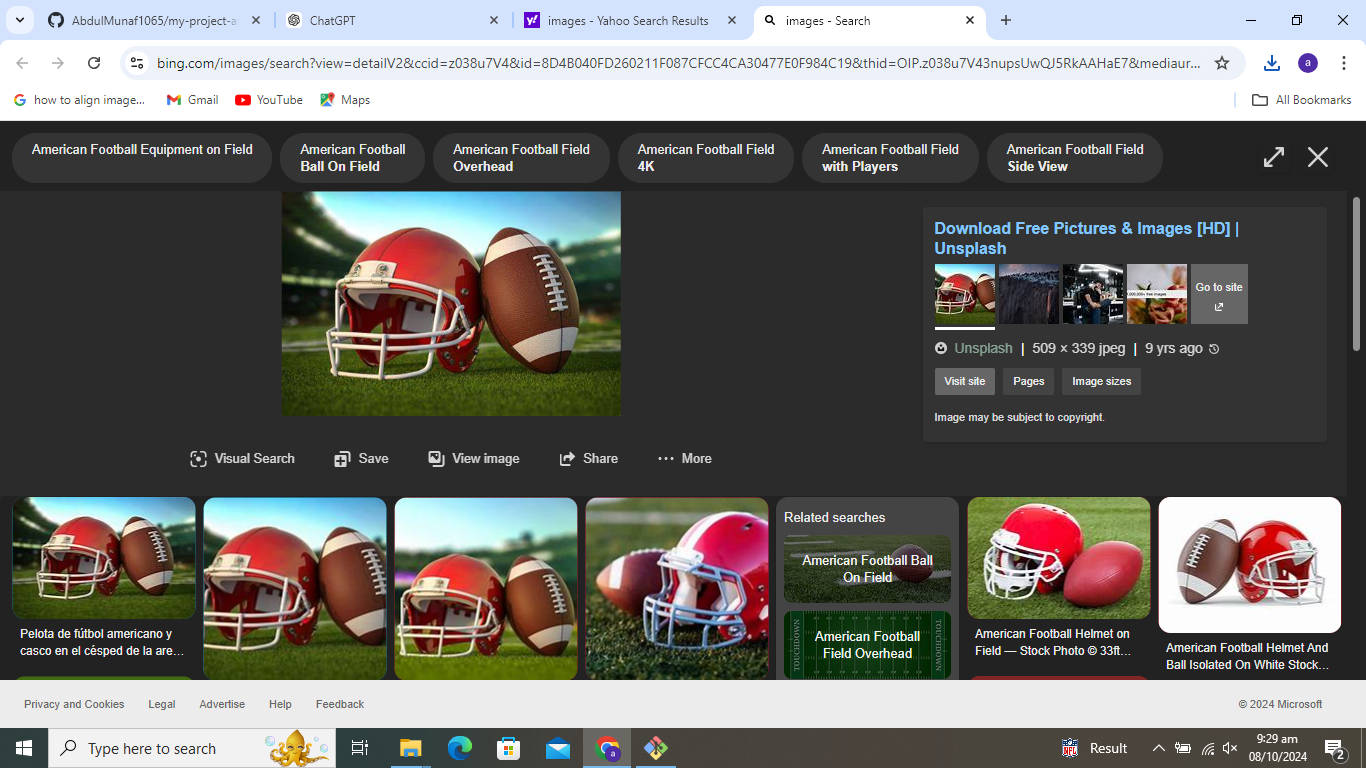 AbdulMunaf1065/my-project-a
ChatGPT
images - Yahoo Search Results
images - Search
bing.com/images/search?view=detailV2&ccid=z038u7V4&id=8D4B040FD260211F087CFCC4CA30477E0F984C19&thid=OIP.z038u7V43nupsUwQJ5RkAAHaE7&mediaur...
how to align image...
Gmail
YouTube
Maps
All Bookmarks
American Football Equipment on Field
American Football
Ball On Field
American Football Field
Overhead
American Football Field
4K
American Football Field
with Players
American Football Field
Side View
Download Free Pictures & Images [HD] |
Unsplash
Go to site
Unsplash | 509 × 339 jpeg | 9 yrs ago
Visit site
Pages
Image sizes
Image may be subject to copyright.
Visual Search
Save
View image
Share
More
Pelota de fútbol americano y
casco en el césped de la are...
Related searches
American Football Ball
On Field
TOUCHDOWN
American Football
Field Overhead
TOUCHDOWN
American Football Helmet on
Field — Stock Photo © 33ft...
American Football Helmet And
Ball Isolated On White Stock...
Privacy and Cookies
Legal
Advertise
Help
Feedback
© 2024 Microsoft
Type here to search
Result
9:29 am
08/10/2024
2